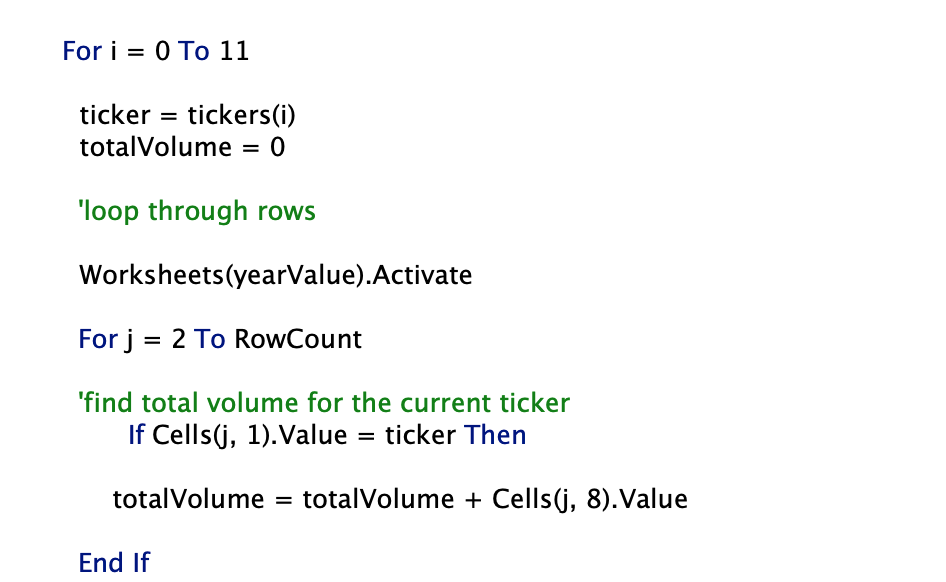 For i = 0 To 11
ticker = tickers(i)
totalVolume = 0
'loop through rows
Worksheets(yearValue).Activate
For j = 2 To RowCount
'find total volume for the current ticker
If Cells(j, 1).Value = ticker Then
totalVolume = totalVolume + Cells(j, 8).Value
End If